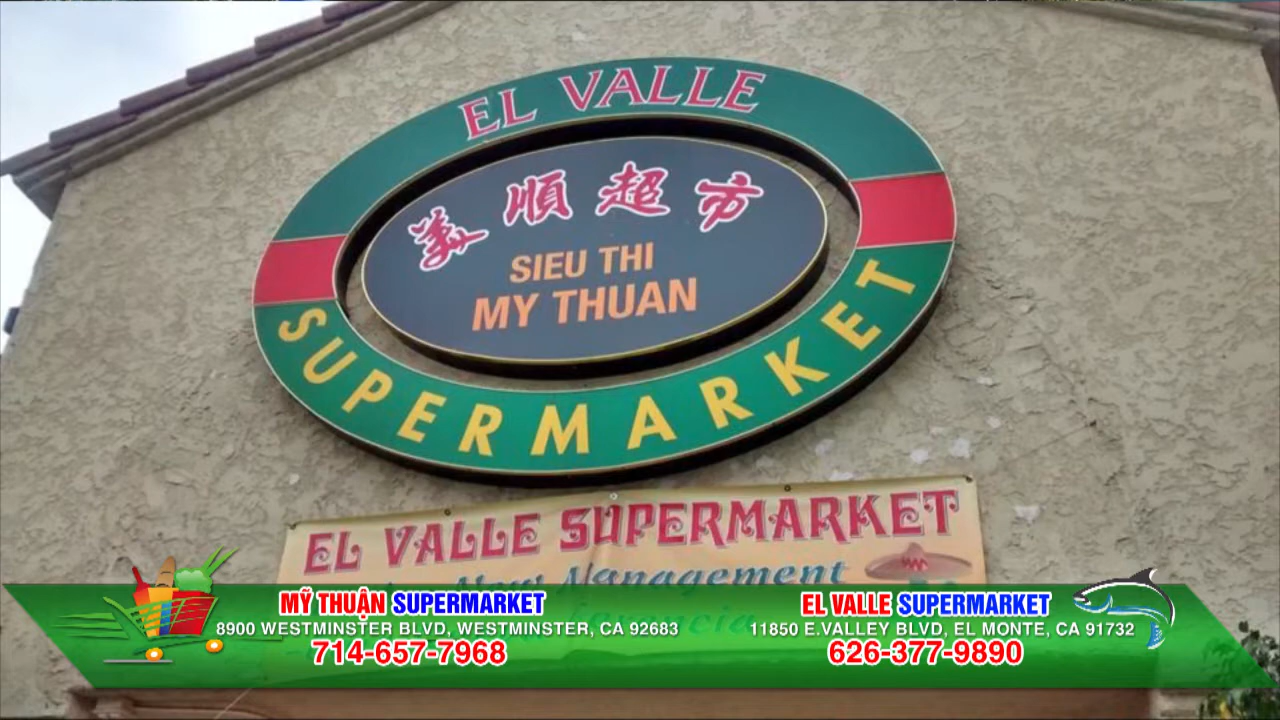 EL VALLE
美順超市
SIEU THI
MY THUAN
SUPERMARKET
EL VALLE SUPERMARKET
New Management
MỸ THUẬN SUPERMARKET
8900 WESTMINSTER BLVD, WESTMINSTER, CA 92683
714-657-7968
EL VALLE SUPERMARKET
11850 E.VALLEY BLVD, EL MONTE, CA 91732
626-377-9890